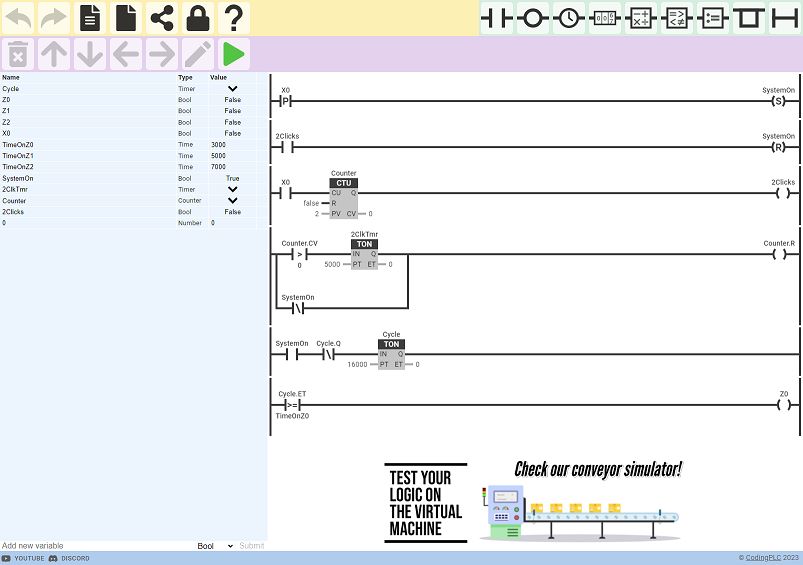 Name Type Value
Cycle Timer
Z0 Bool False
Z1 Bool False
Z2 Bool False
X0 Bool False
TimeOnZ0 Time 3000
TimeOnZ1 Time 5000
TimeOnZ2 Time 7000
SystemOn Bool True
2ClkTmr Timer
Counter Counter
2Clicks Bool False
0 Number 0
Add new variable Bool Submit
X0 SystemOn
P S
2Clicks SystemOn
R
Counter
X0 CTU 2Clicks
CU Q
false R
2 PV CV 0
2ClkTmr
Counter.CV TON Counter.R
> IN Q
0 5000 PT ET 0
SystemOn
\
Cycle
SystemOn Cycle.Q TON
\ IN Q
16000 PT ET 0
Cycle.ET Z0
>=
TimeOnZ0
TEST YOUR
LOGIC ON
THE VIRTUAL
MACHINE
Check our conveyor simulator!
YOUTUBE DISCORD
© CodingPLC 2023